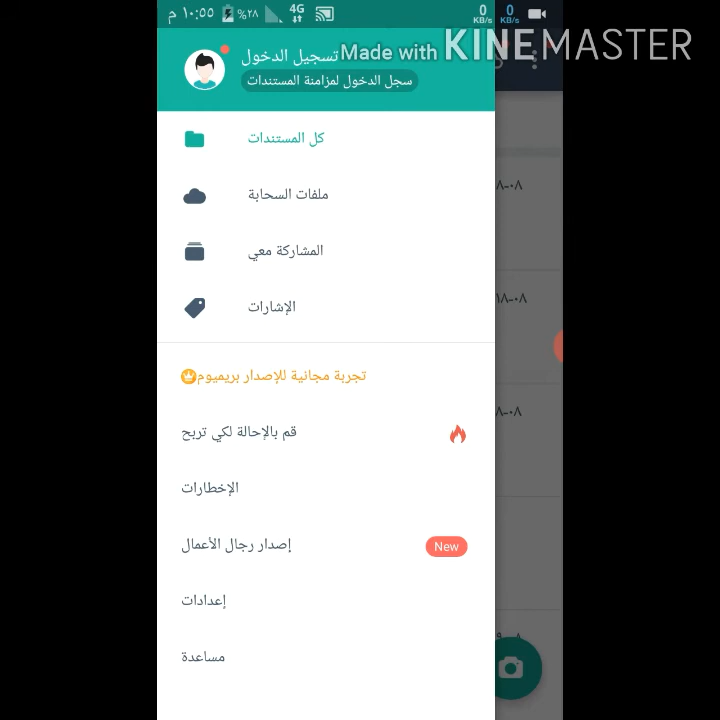 ١٠:٥٥ م
%٢٨
4G
0
KB/s
0
KB/s
Made with KINEMASTER
تسجيل الدخول
سجل الدخول لمزامنة المستندات
كل المستندات
ملفات السحابة
المشاركة معي
الإشارات
تجربة مجانية للإصدار بريميوم
قم بالإحالة لكي تربح
الإخطارات
إصدار رجال الأعمال
New
إعدادات
مساعدة